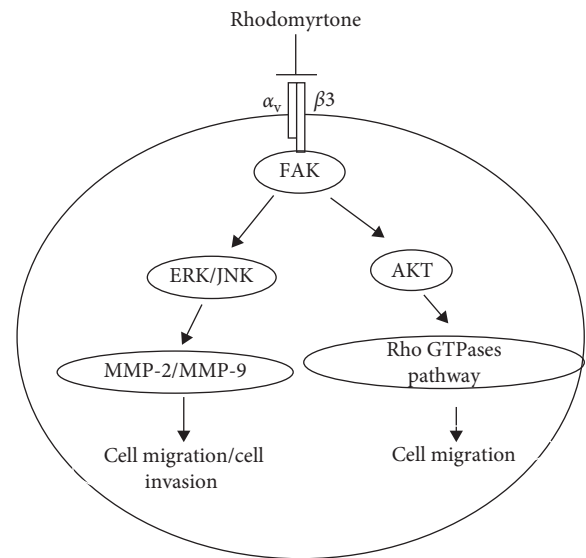 Rhodomyrtone
αv
β3
FAK
ERK/JNK
AKT
MMP-2/MMP-9
Rho GTPases
pathway
Cell migration/cell
invasion
Cell migration